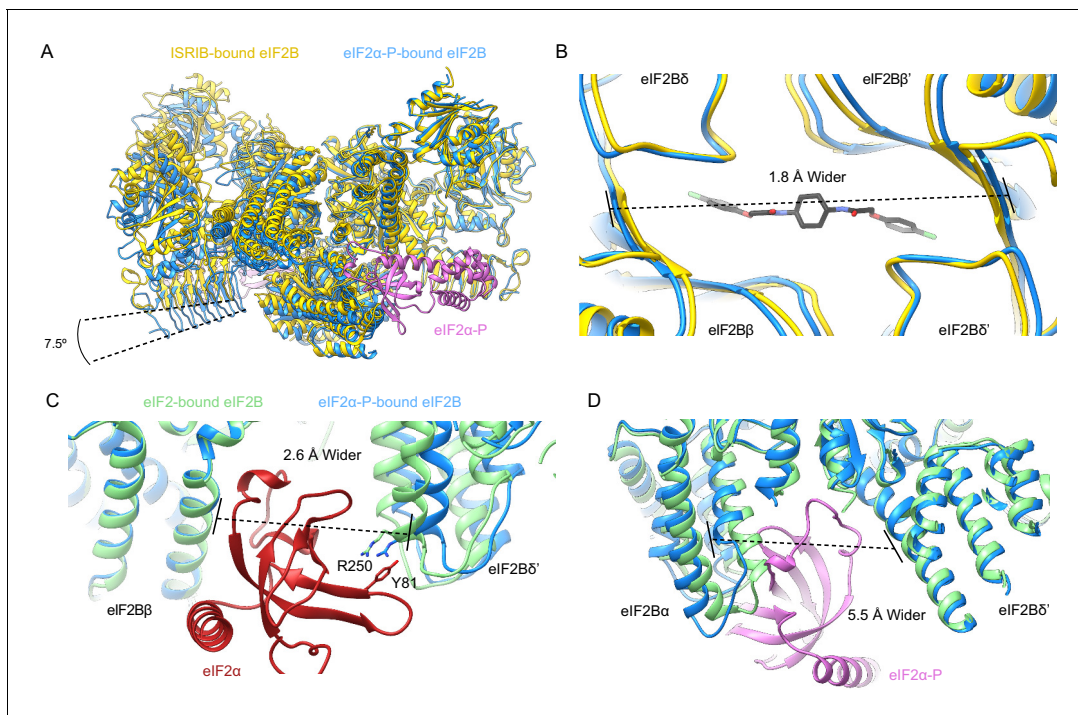 A
ISRIB-bound eIF2B
eIF2α-P-bound eIF2B
eIF2α-P
7.5º
B
eIF2Bδ
eIF2Bβ'
1.8 Å Wider
eIF2Bβ
eIF2Bδ'
C
eIF2-bound eIF2B
eIF2α-P-bound eIF2B
2.6 Å Wider
R250
Y81
eIF2Bδ'
eIF2Bβ
eIF2α
D
eIF2Bα
5.5 Å Wider
eIF2Bδ'
eIF2α-P